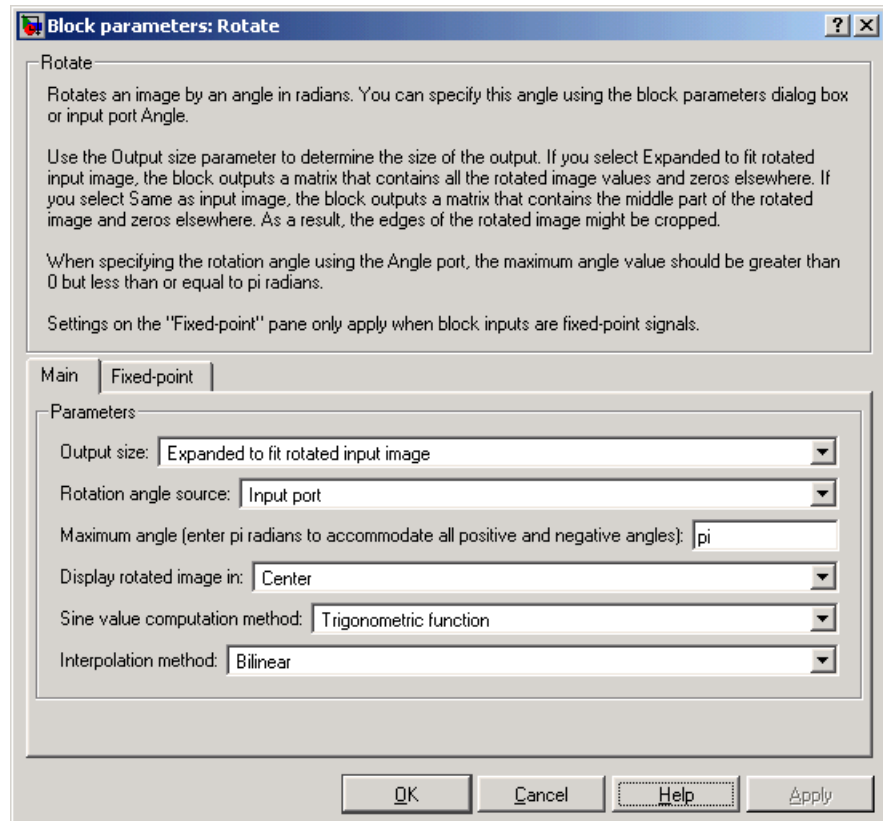 Block parameters: Rotate
Rotate
Rotates an image by an angle in radians. You can specify this angle using the block parameters dialog box
or input port Angle.
Use the Output size parameter to determine the size of the output. If you select Expanded to fit rotated
input image, the block outputs a matrix that contains all the rotated image values and zeros elsewhere. If
you select Same as input image, the block outputs a matrix that contains the middle part of the rotated
image and zeros elsewhere. As a result, the edges of the rotated image might be cropped.
When specifying the rotation angle using the Angle port, the maximum angle value should be greater than
0 but less than or equal to pi radians.
Settings on the "Fixed-point" pane only apply when block inputs are fixed-point signals.
Main Fixed-point
Parameters
Output size: Expanded to fit rotated input image
Rotation angle source: Input port
Maximum angle (enter pi radians to accommodate all positive and negative angles): pi
Display rotated image in: Center
Sine value computation method: Trigonometric function
Interpolation method: Bilinear
OK Cancel Help Apply